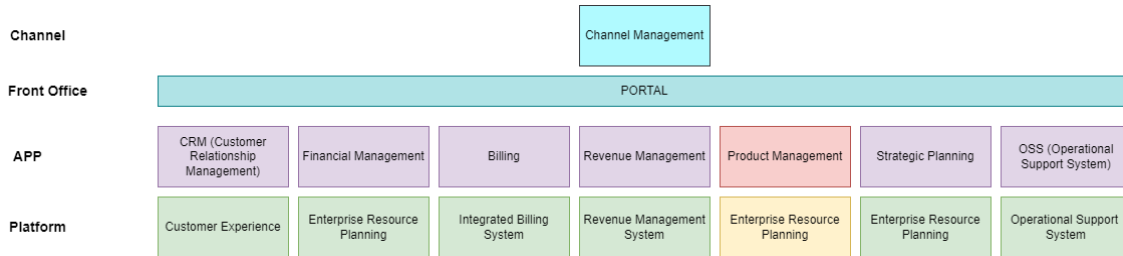 Channel
Channel Management
Front Office
PORTAL
APP
CRM (Customer
Relationship
Management)
Financial Management
Billing
Revenue Management
Product Management
Strategic Planning
OSS (Operational
Support System)
Platform
Customer Experience
Enterprise Resource
Planning
Integrated Billing
System
Revenue Management
System
Enterprise Resource
Planning
Enterprise Resource
Planning
Operational Support
System